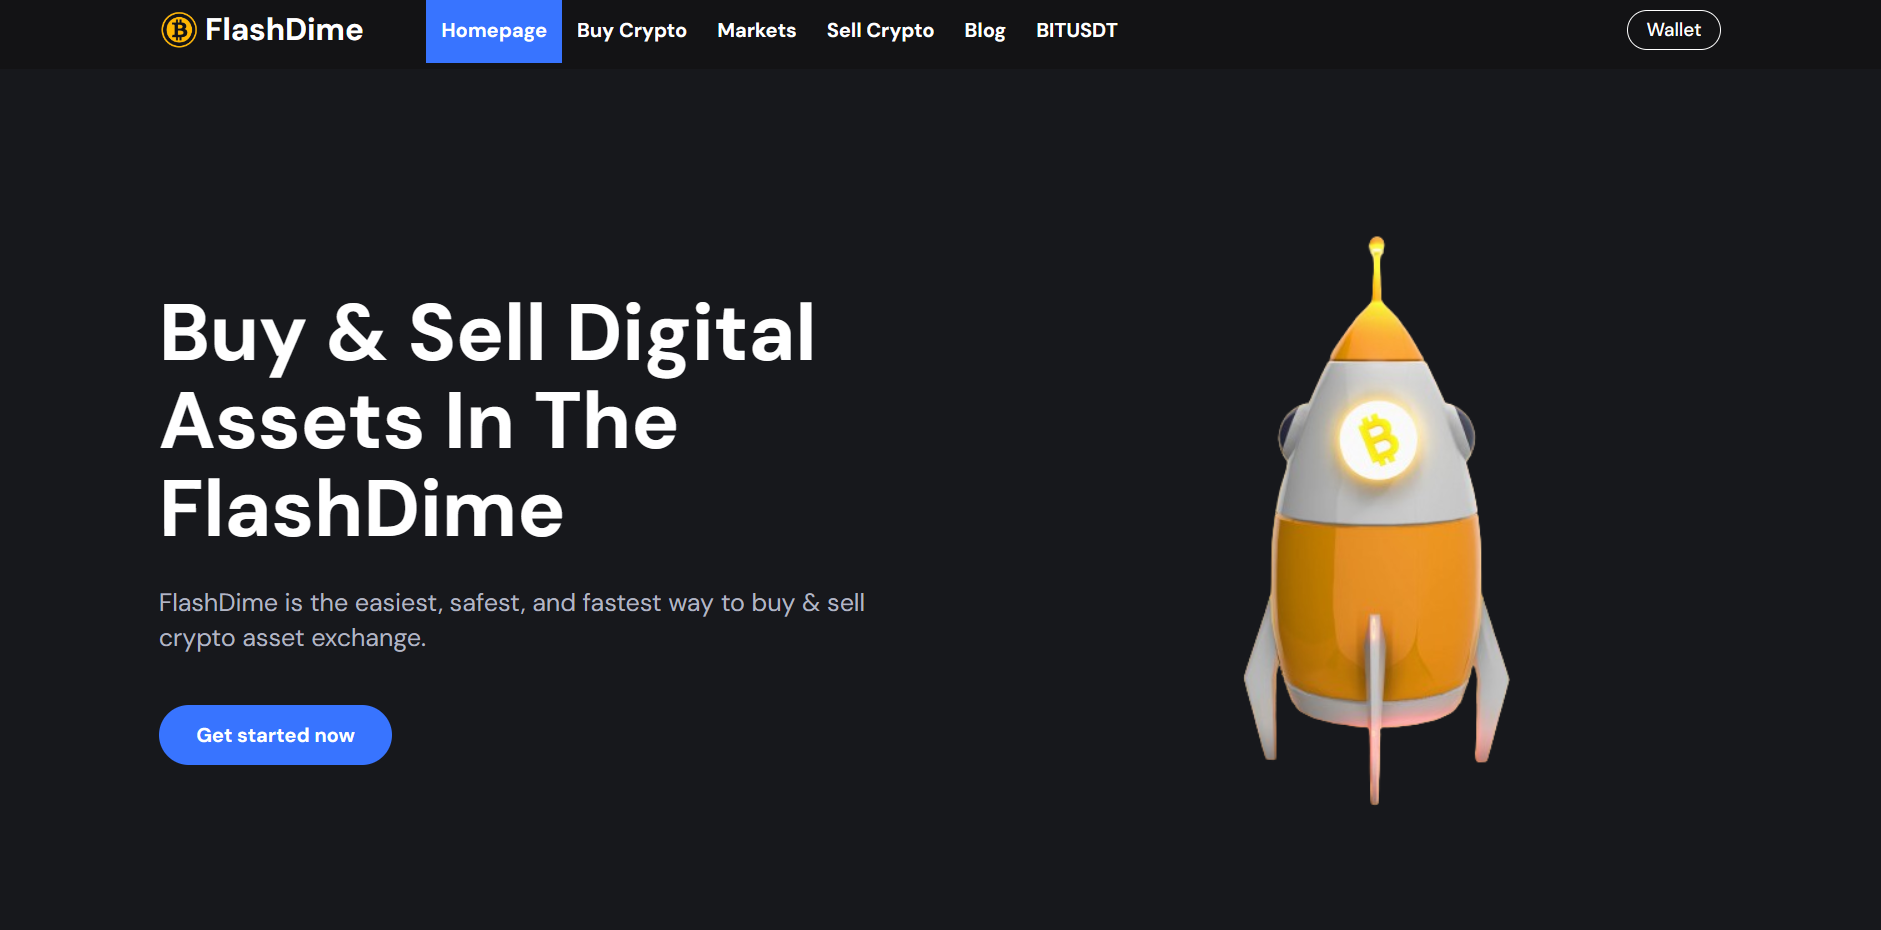 FlashDime
Homepage
Buy Crypto
Markets
Sell Crypto
Blog
BITUSDT
Wallet
Buy & Sell Digital
Assets In The
FlashDime
FlashDime is the easiest, safest, and fastest way to buy & sell
crypto asset exchange.
Get started now